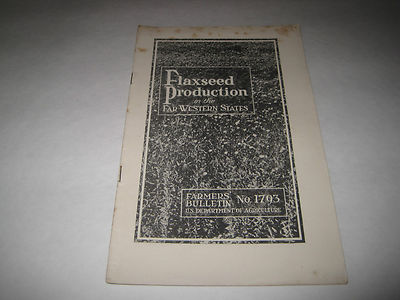 Flaxseed
Production
in the
FAR WESTERN STATES
FARMERS'
BULLETIN
No. 1793
U.S. DEPARTMENT OF AGRICULTURE